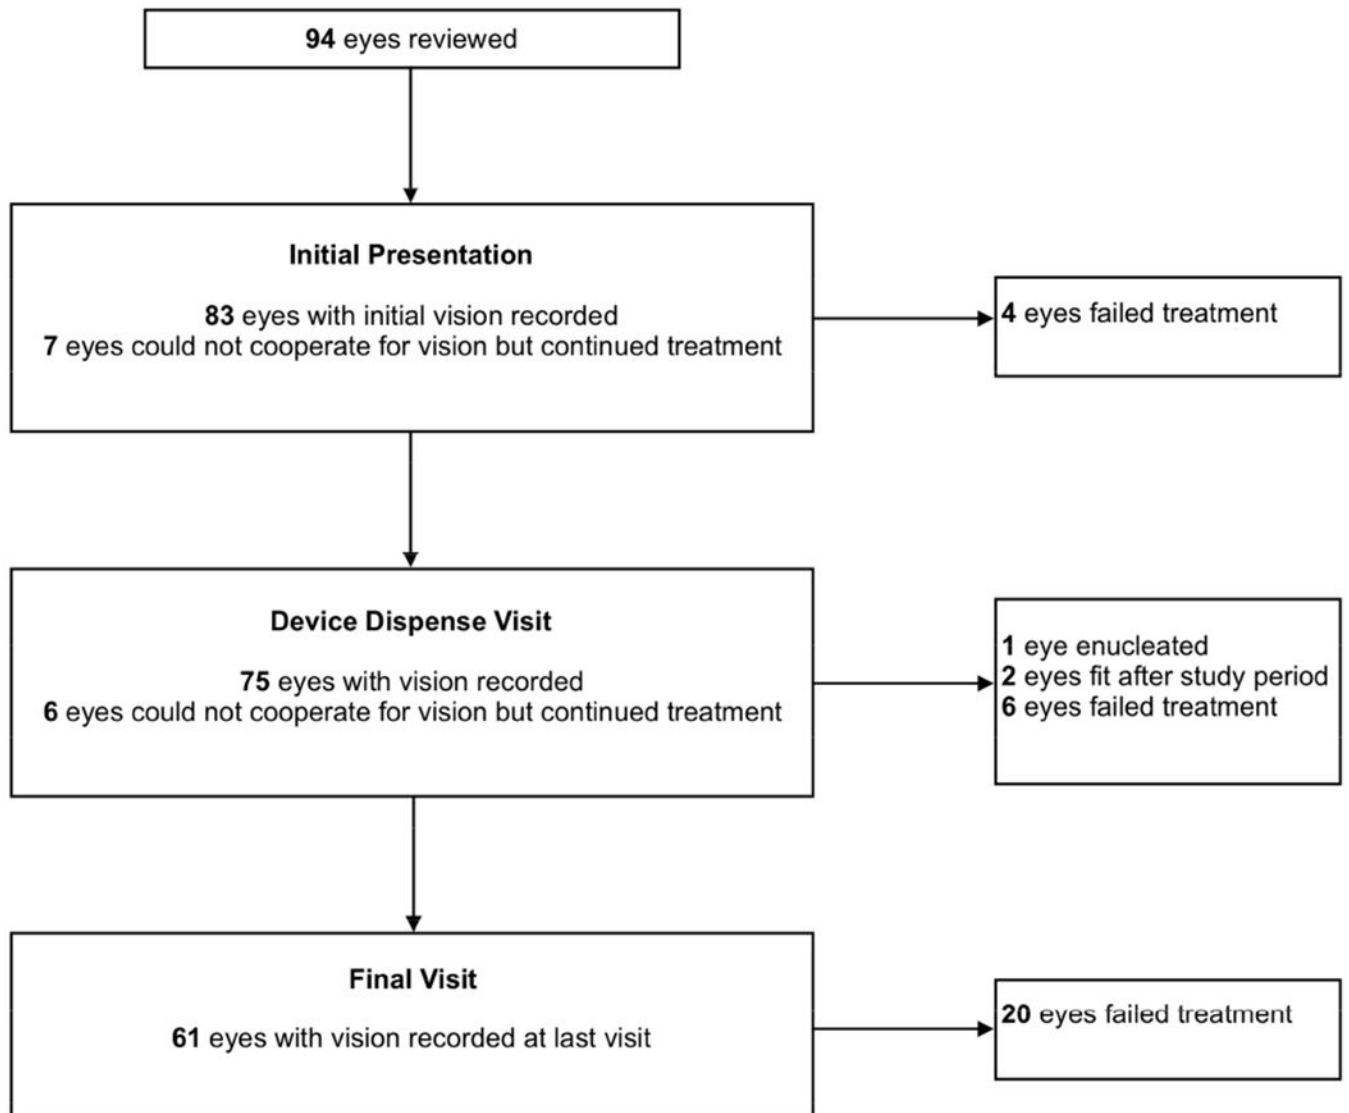 94 eyes reviewed
Initial Presentation
83 eyes with initial vision recorded
7 eyes could not cooperate for vision but continued treatment
4 eyes failed treatment
Device Dispense Visit
75 eyes with vision recorded
6 eyes could not cooperate for vision but continued treatment
1 eye enucleated
2 eyes fit after study period
6 eyes failed treatment
Final Visit
61 eyes with vision recorded at last visit
20 eyes failed treatment